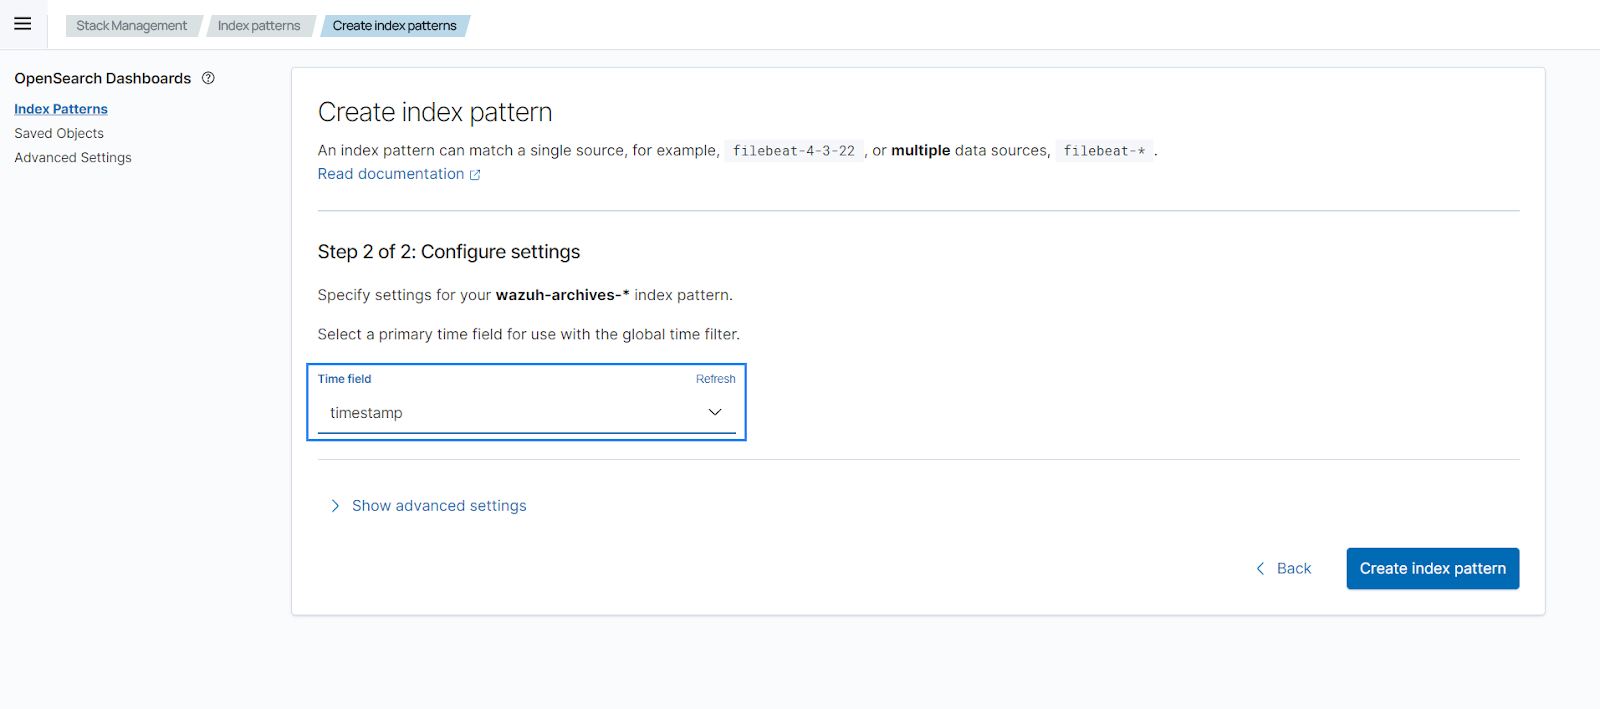 Stack Management Index patterns Create index patterns
OpenSearch Dashboards
Index Patterns
Saved Objects
Advanced Settings
Create index pattern
An index pattern can match a single source, for example, filebeat-4-3-22 , or multiple data sources, filebeat-* .
Read documentation
Step 2 of 2: Configure settings
Specify settings for your wazuh-archives-* index pattern.
Select a primary time field for use with the global time filter.
Time field Refresh
timestamp
Show advanced settings
Back Create index pattern